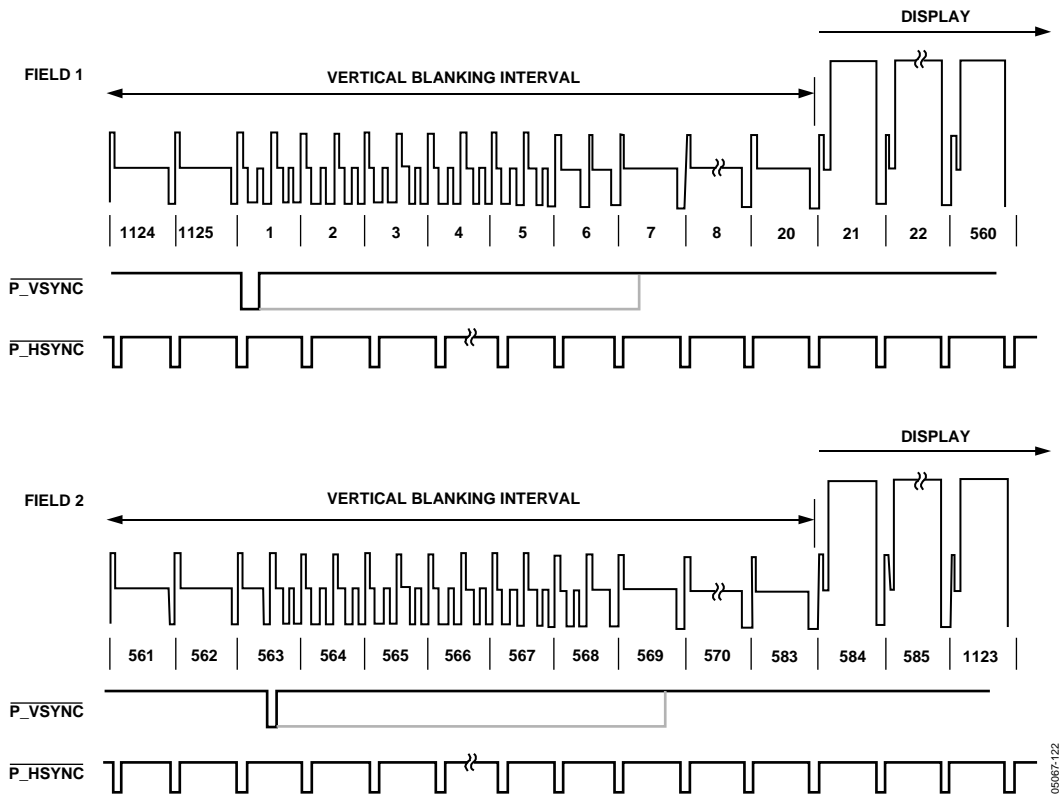 DISPLAY
FIELD 1
VERTICAL BLANKING INTERVAL
1124 1125 1 2 3 4 5 6 7 8 20 21 22 560
P_VSYNC
P_HSYNC
DISPLAY
FIELD 2
VERTICAL BLANKING INTERVAL
561 562 563 564 565 566 567 568 569 570 583 584 585 1123
P_VSYNC
P_HSYNC
05067-122